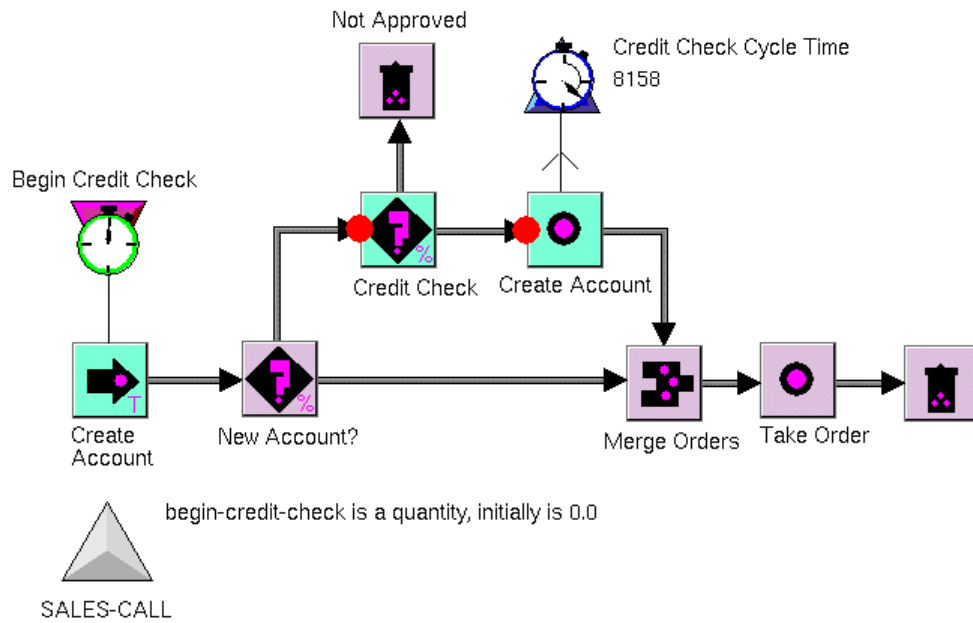 Not Approved
Credit Check Cycle Time
8158
Begin Credit Check
?
%
Credit Check
Create Account
T
Create
Account
?
%
New Account?
Merge Orders
Take Order
begin-credit-check is a quantity, initially is 0.0
SALES-CALL